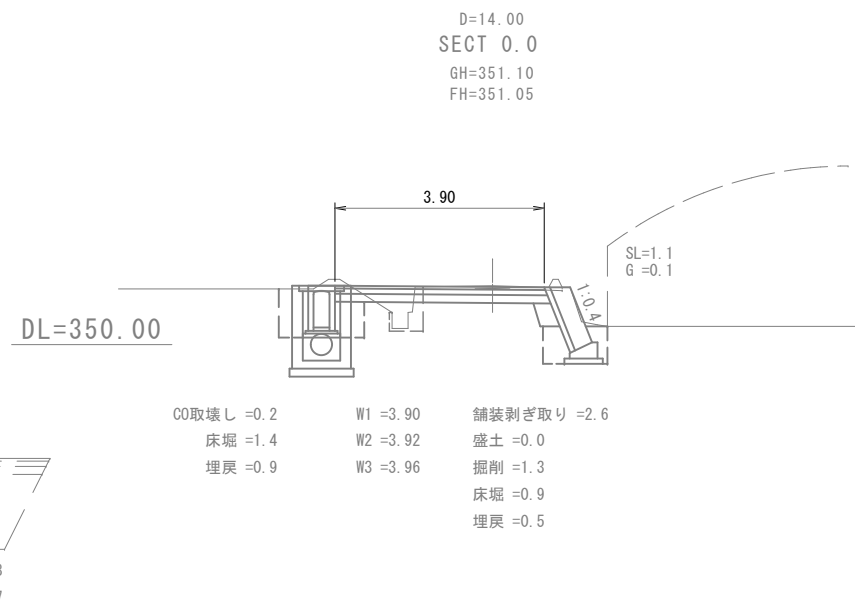 D=14.00
SECT 0.0
GH=351.10
FH=351.05
3.90
SL=1.1
G =0.1
1:0.4
DL=350.00
CO取壊し =0.2
床堀 =1.4
埋戻 =0.9
W1 =3.90
W2 =3.92
W3 =3.96
舗装剥ぎ取り =2.6
盛土 =0.0
掘削 =1.3
床堀 =0.9
埋戻 =0.5